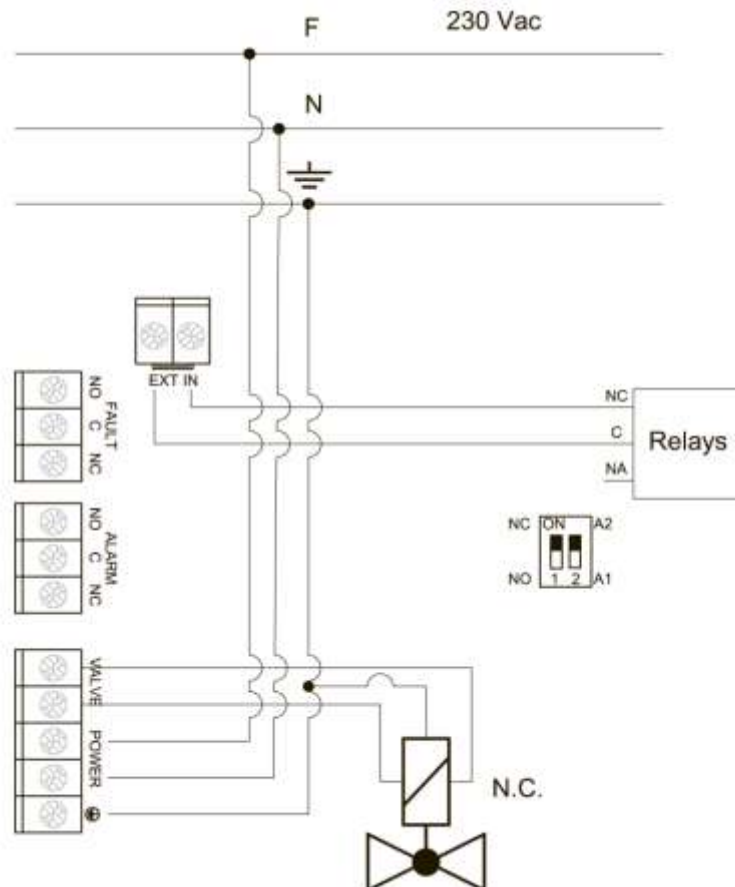 F 230 Vac
N
EXT IN
NO
C
NC
FAULT
NC
C
NA
Relays
NO
C
NC
ALARM
NC ON A2
NO 1 2 A1
VALVE
POWER
N.C.